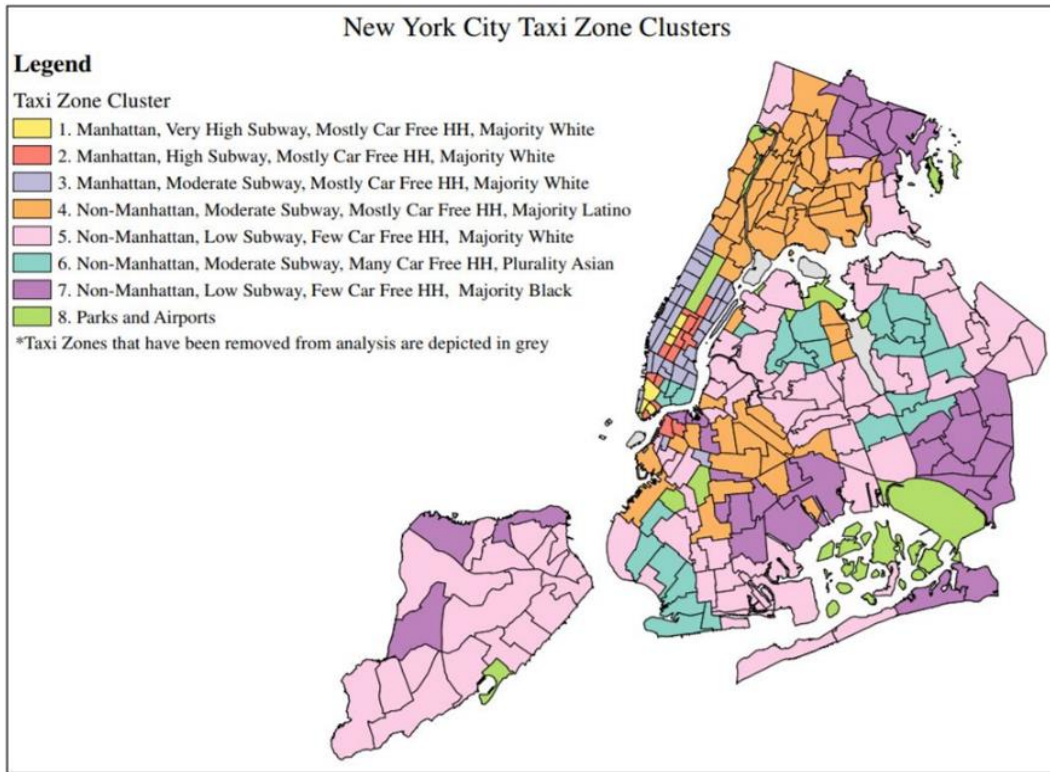 New York City Taxi Zone Clusters
Legend
Taxi Zone Cluster
1. Manhattan, Very High Subway, Mostly Car Free HH, Majority White
2. Manhattan, High Subway, Mostly Car Free HH, Majority White
3. Manhattan, Moderate Subway, Mostly Car Free HH, Majority White
4. Non-Manhattan, Moderate Subway, Mostly Car Free HH, Majority Latino
5. Non-Manhattan, Low Subway, Few Car Free HH, Majority White
6. Non-Manhattan, Moderate Subway, Many Car Free HH, Plurality Asian
7. Non-Manhattan, Low Subway, Few Car Free HH, Majority Black
8. Parks and Airports
*Taxi Zones that have been removed from analysis are depicted in grey